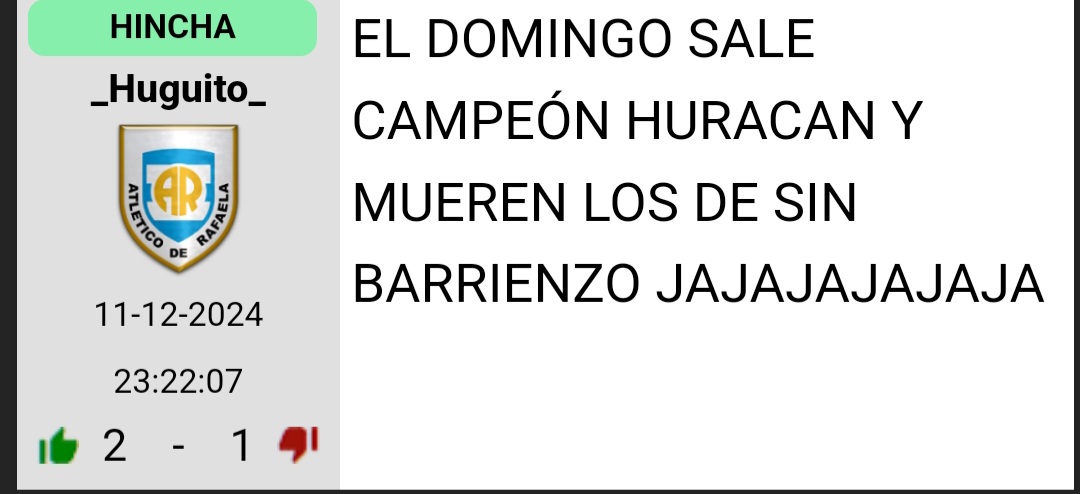 HINCHA
_Huguito_
AR
ATLETICO DE RAFAELA
11-12-2024
23:22:07
2 - 1
EL DOMINGO SALE
CAMPEÓN HURACAN Y
MUEREN LOS DE SIN
BARRIENZO JAJAJAJAJAJA